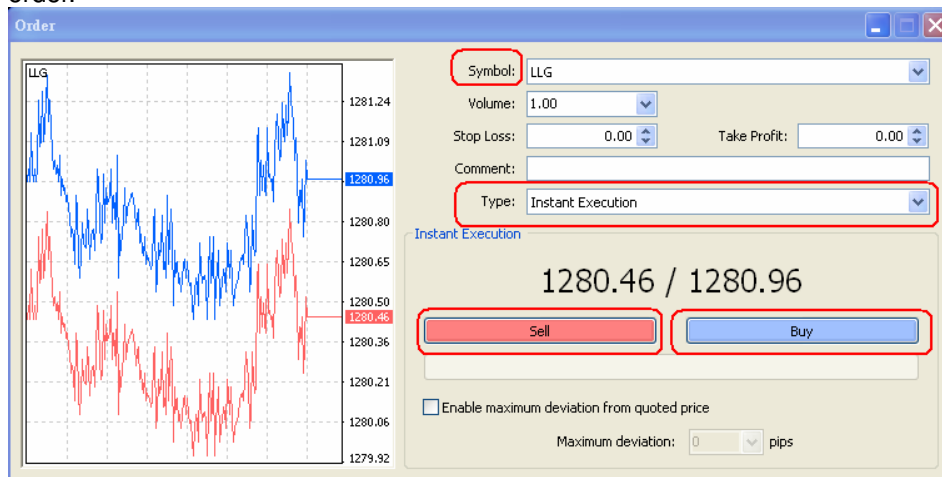 order.
Order
LLG
1281.24
1281.09
1280.96
1280.80
1280.65
1280.50
1280.46
1280.36
1280.21
1280.06
1279.92
Symbol: LLG
Volume: 1.00
Stop Loss: 0.00 Take Profit: 0.00
Comment:
Type: Instant Execution
Instant Execution
1280.46 / 1280.96
Sell Buy
Enable maximum deviation from quoted price
Maximum deviation: 0 pips